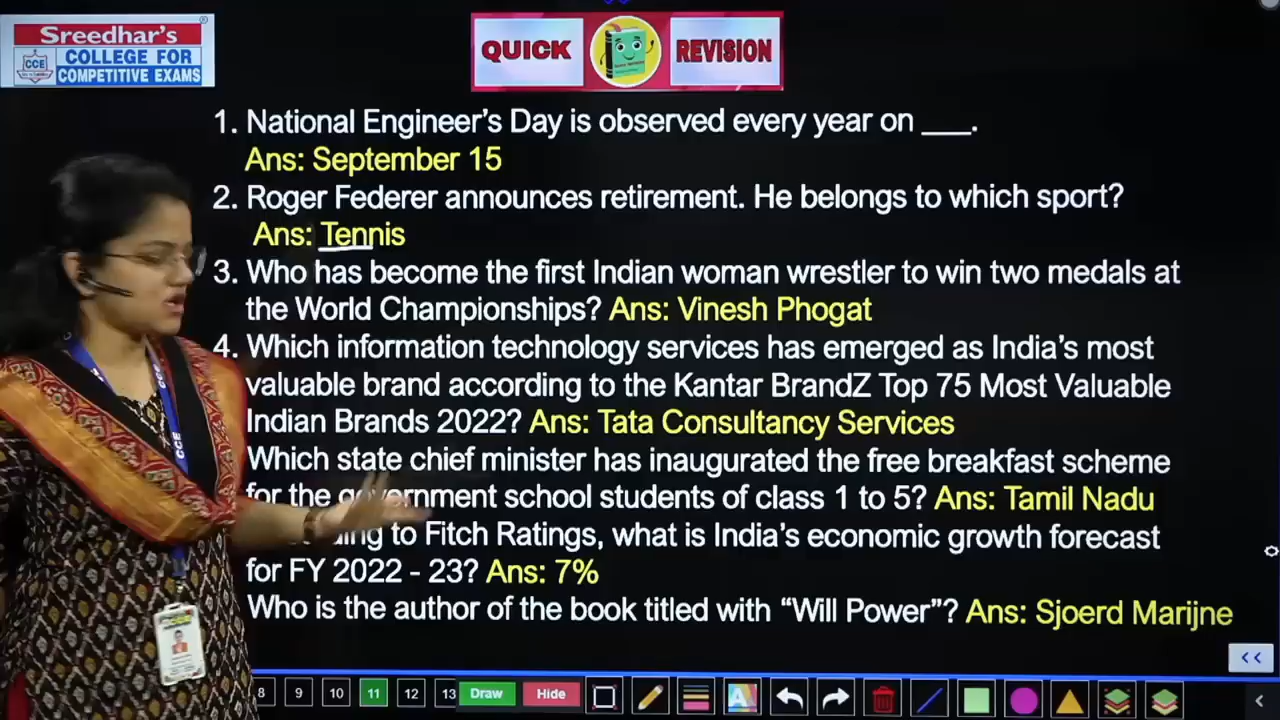 Sreedhar's
CCE
COLLEGE FOR
COMPETITIVE EXAMS
QUICK
REVISION
1. National Engineer's Day is observed every year on ___.
Ans: September 15
2. Roger Federer announces retirement. He belongs to which sport?
Ans: Tennis
3. Who has become the first Indian woman wrestler to win two medals at
the World Championships? Ans: Vinesh Phogat
4. Which information technology services has emerged as India's most
valuable brand according to the Kantar BrandZ Top 75 Most Valuable
Indian Brands 2022? Ans: Tata Consultancy Services
Which state chief minister has inaugurated the free breakfast scheme
for the government school students of class 1 to 5? Ans: Tamil Nadu
to Fitch Ratings, what is India's economic growth forecast
for FY 2022 - 23? Ans: 7%
Who is the author of the book titled with "Will Power"? Ans: Sjoerd Marijne
<<
8 9 10 11 12 13 Draw Hide
CCE
CCE